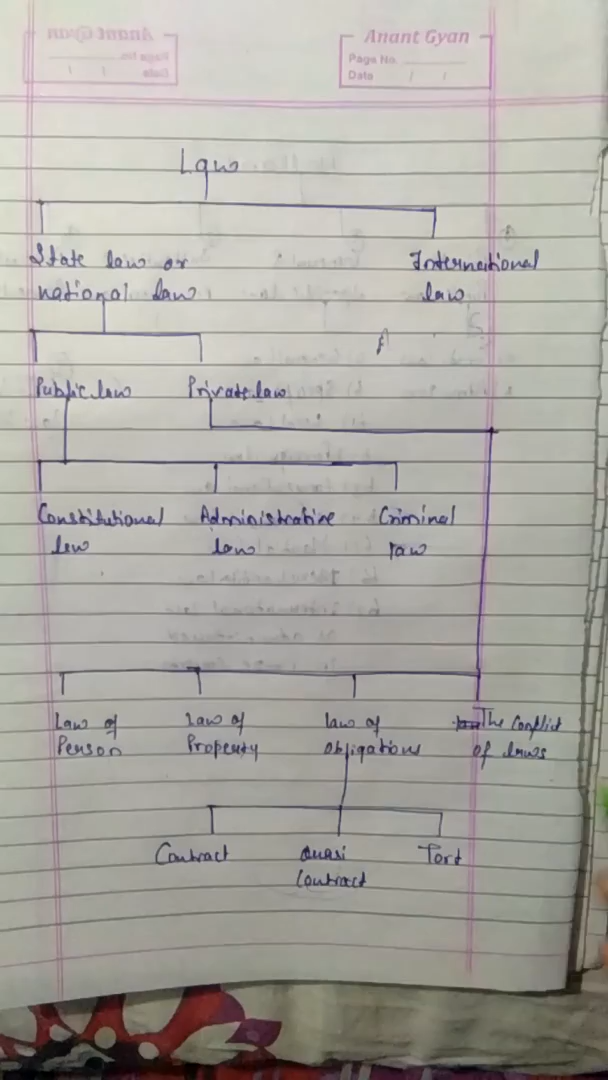 Anant Gyan
Page No.
Date / /
Law
State law or
national law
International
law
Public law
Private law
Constitutional
law
Administrative
law
Criminal
law
Law of
Person
Law of
Property
law of
obligations
The Conflict
of laws
Contract
Quasi
Contract
Tort